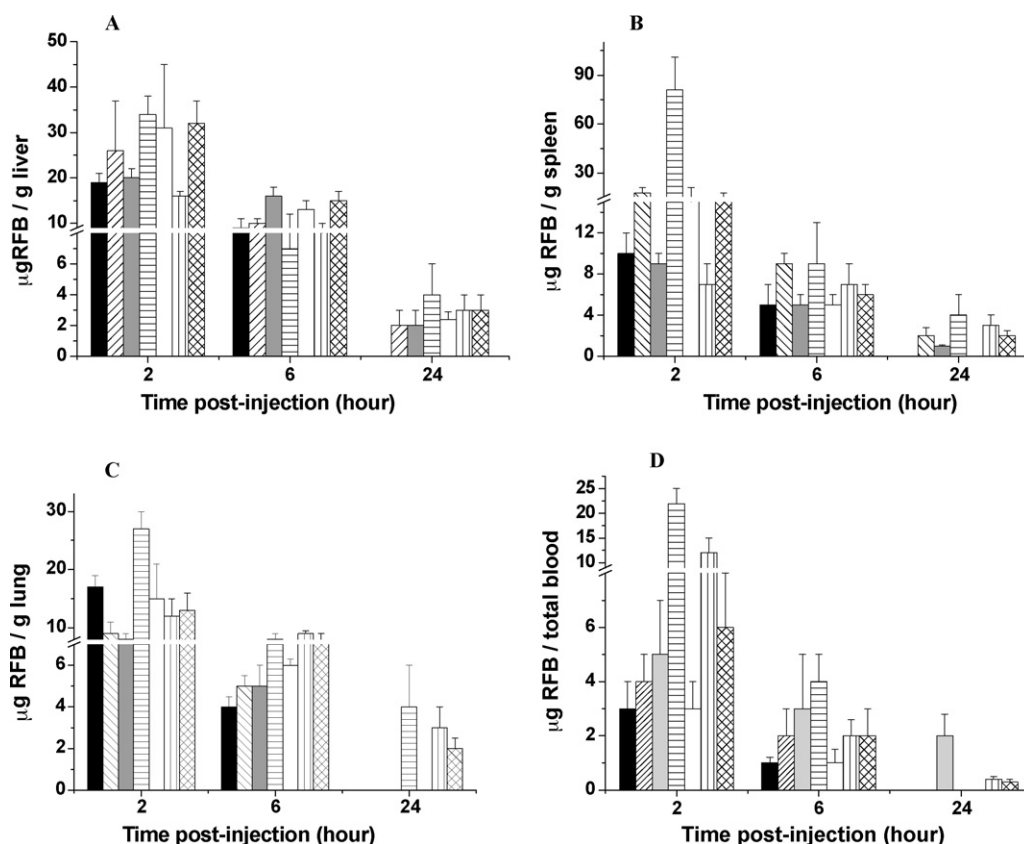 A
μgRFB / g liver
50
40
30
20
10
6
4
2
0
2 6 24
Time post-injection (hour)
B
μg RFB / g spleen
90
60
30
12
8
4
0
2 6 24
Time post-injection (hour)
C
μg RFB / g lung
30
20
10
6
4
2
0
2 6 24
Time post-injection (hour)
D
μg RFB / total blood
25
20
15
10
6
4
2
0
2 6 24
Time post-injection (hour)